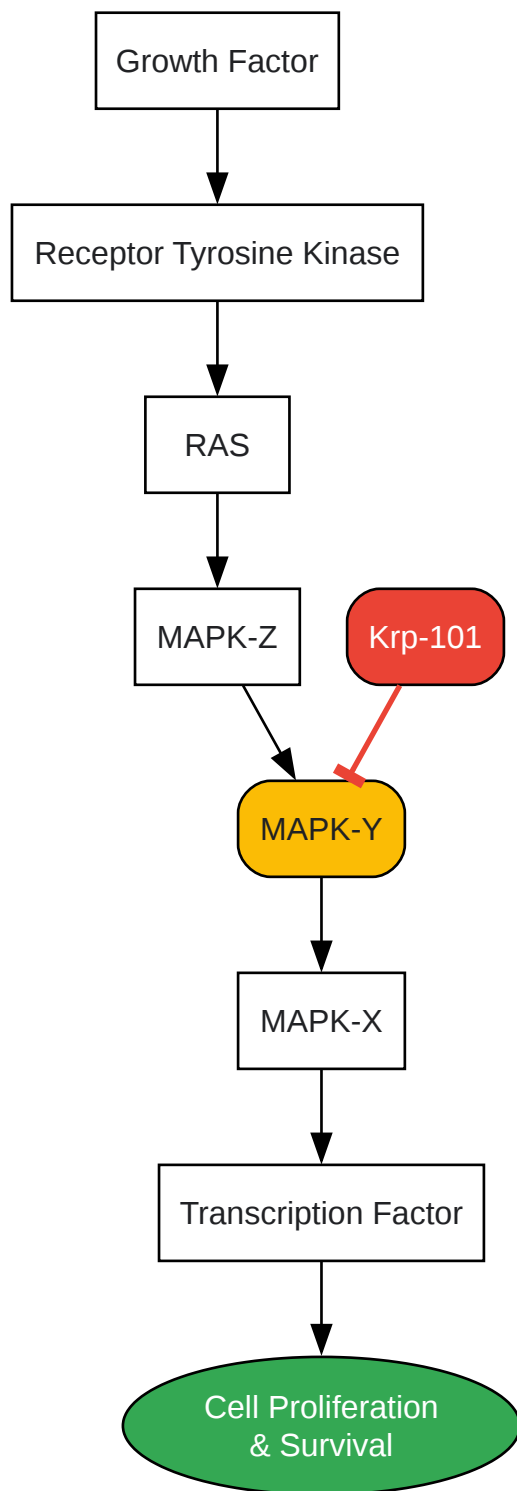 Growth Factor
Receptor Tyrosine Kinase
RAS
MAPK-Z
Krp-101
MAPK-Y
MAPK-X
Transcription Factor
Cell Proliferation
& Survival